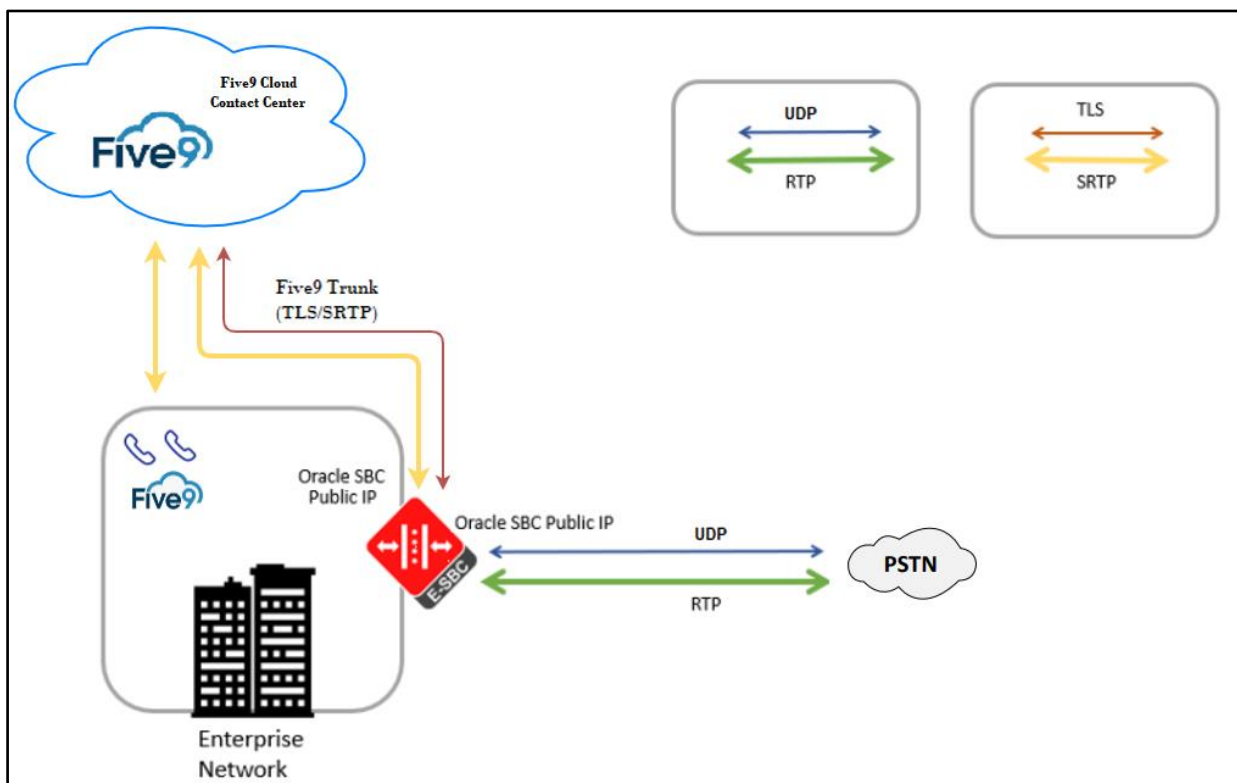 Five9 Cloud
Contact Center
Five9
UDP
RTP
TLS
SRTP
Five9 Trunk
(TLS/SRTP)
Five9
Oracle SBC
Public IP
Oracle SBC Public IP
E-SBC
UDP
RTP
PSTN
Enterprise
Network